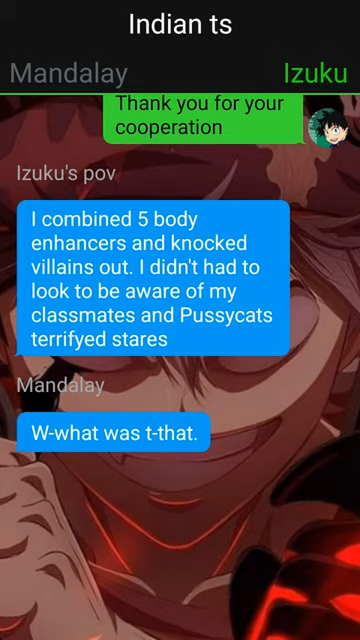 Indian ts
Mandalay Izuku
Thank you for your
cooperation
Izuku's pov
I combined 5 body
enhancers and knocked
villains out. I didn't had to
look to be aware of my
classmates and Pussycats
terrifyed stares
Mandalay
W-what was t-that.